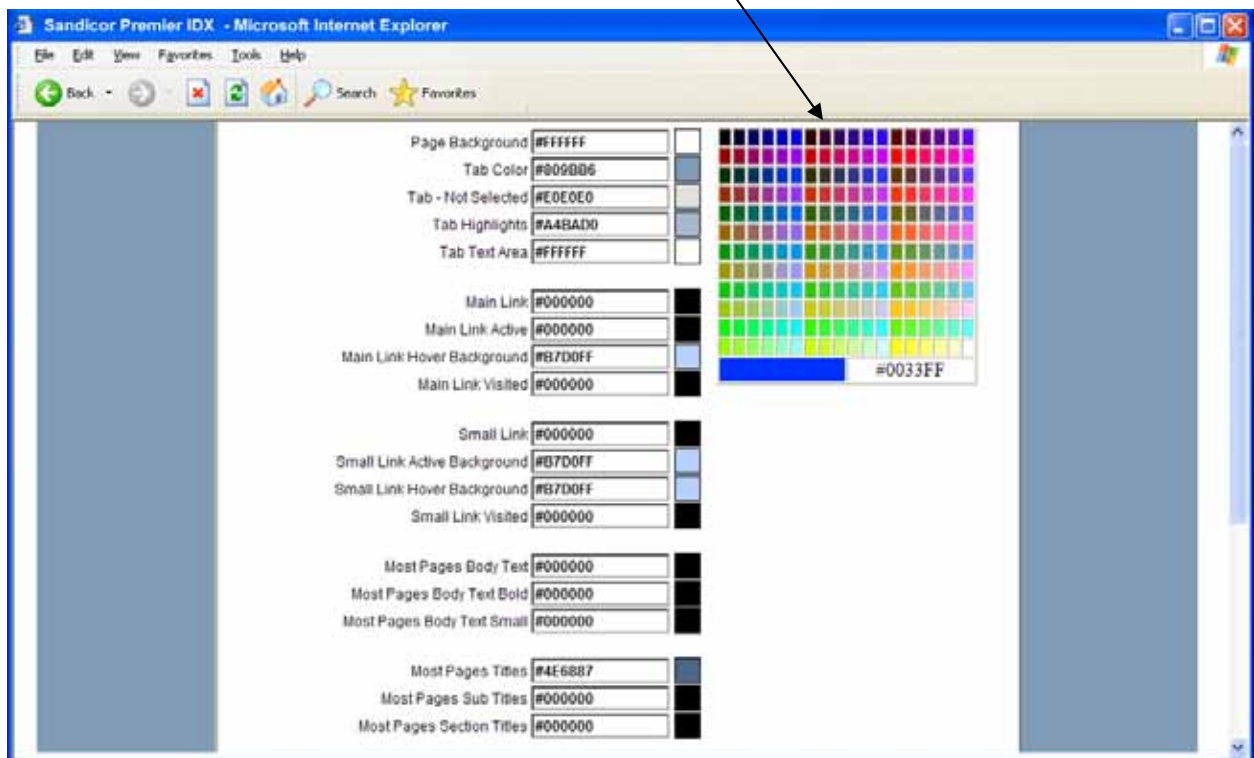 Sandicor Premier IDX - Microsoft Internet Explorer
File Edit View Favorites Tools Help
Back Search Favorites
Page Background #FFFFFF
Tab Color #809BB6
Tab - Not Selected #E0E0E0
Tab Highlights #A4BAD0
Tab Text Area #FFFFFF
Main Link #000000
Main Link Active #000000
Main Link Hover Background #B7D0FF
Main Link Visited #000000
#0033FF
Small Link #000000
Small Link Active Background #B7D0FF
Small Link Hover Background #B7D0FF
Small Link Visited #000000
Most Pages Body Text #000000
Most Pages Body Text Bold #000000
Most Pages Body Text Small #000000
Most Pages Titles #4E6887
Most Pages Sub Titles #000000
Most Pages Section Titles #000000